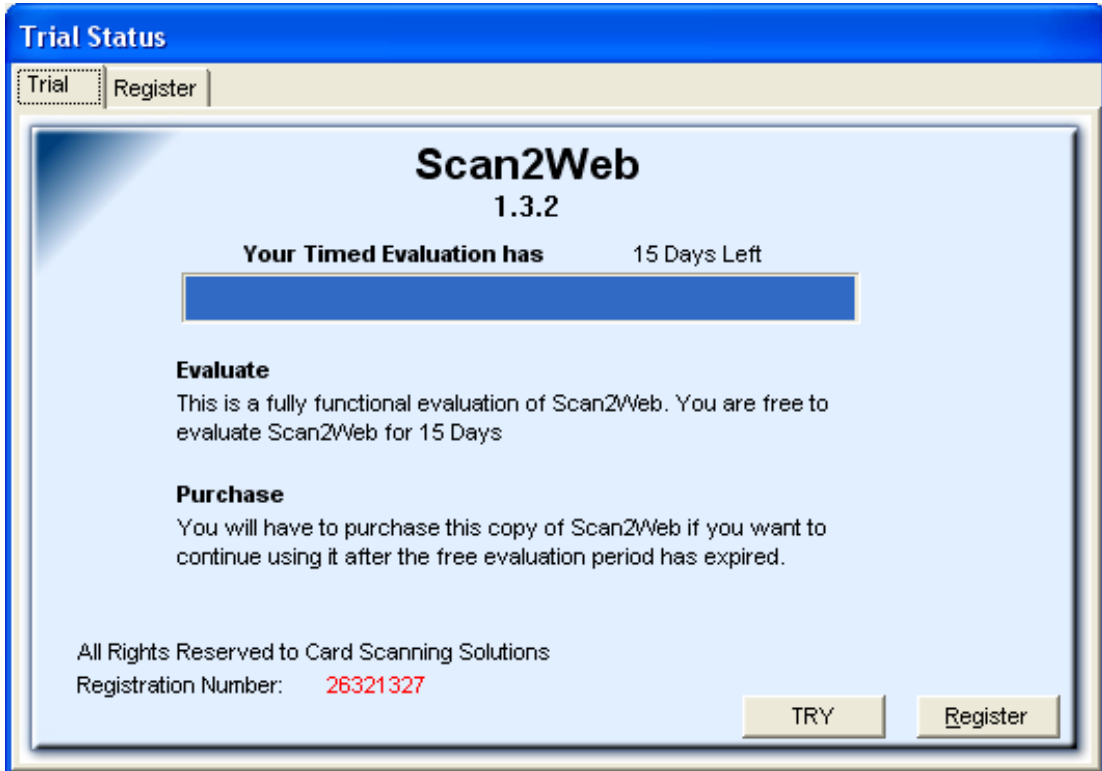 Trial Status
Trial Register
Scan2Web
1.3.2
Your Timed Evaluation has 15 Days Left
Evaluate
This is a fully functional evaluation of Scan2Web. You are free to
evaluate Scan2Web for 15 Days
Purchase
You will have to purchase this copy of Scan2Web if you want to
continue using it after the free evaluation period has expired.
All Rights Reserved to Card Scanning Solutions
Registration Number: 26321327
TRY Register